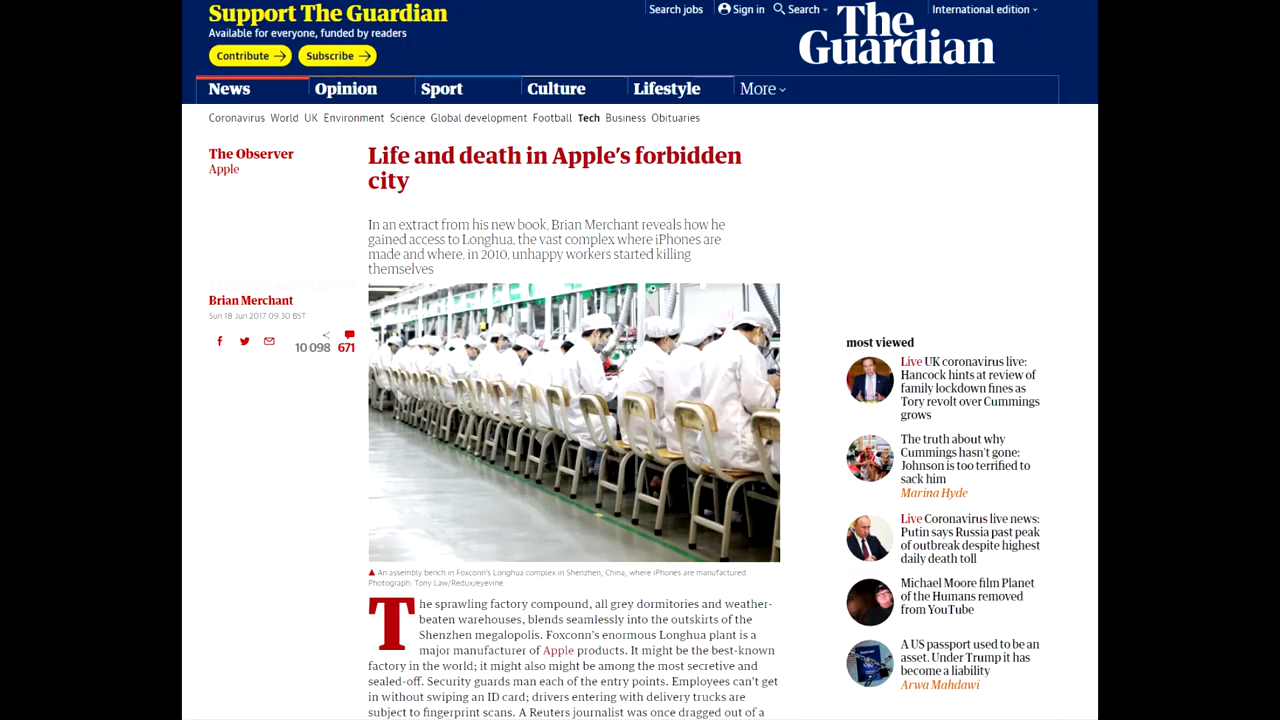 Support The Guardian
Available for everyone, funded by readers
Contribute
Subscribe
Search jobs
Sign in
Search
International edition
The
Guardian
News
Opinion
Sport
Culture
Lifestyle
More
Coronavirus World UK Environment Science Global development Football Tech Business Obituaries
The Observer
Apple
Life and death in Apple's forbidden
city
In an extract from his new book, Brian Merchant reveals how he
gained access to Longhua, the vast complex where iPhones are
made and where, in 2010, unhappy workers started killing
themselves
Brian Merchant
Sun 18 Jun 2017 09.30 BST
10 098
671
An assembly bench in Foxconn's Longhua complex in Shenzhen, China, where iPhones are manufactured
Photograph: Tony Law/Redux/eyevine
The sprawling factory compound, all grey dormitories and weather-
beaten warehouses, blends seamlessly into the outskirts of the
Shenzhen megalopolis. Foxconn's enormous Longhua plant is a
major manufacturer of Apple products. It might be the best-known
factory in the world; it might also might be among the most secretive and
sealed-off. Security guards man each of the entry points. Employees can't get
in without swiping an ID card; drivers entering with delivery trucks are
subject to fingerprint scans. A Reuters journalist was once dragged out of a
most viewed
Live UK coronavirus live:
Hancock hints at review of
family lockdown fines as
Tory revolt over Cummings
grows
The truth about why
Cummings hasn't gone:
Johnson is too terrified to
sack him
Marina Hyde
Live Coronavirus live news:
Putin says Russia past peak
of outbreak despite highest
daily death toll
Michael Moore film Planet
of the Humans removed
from YouTube
A US passport used to be an
asset. Under Trump it has
become a liability
Arwa Mahdawi